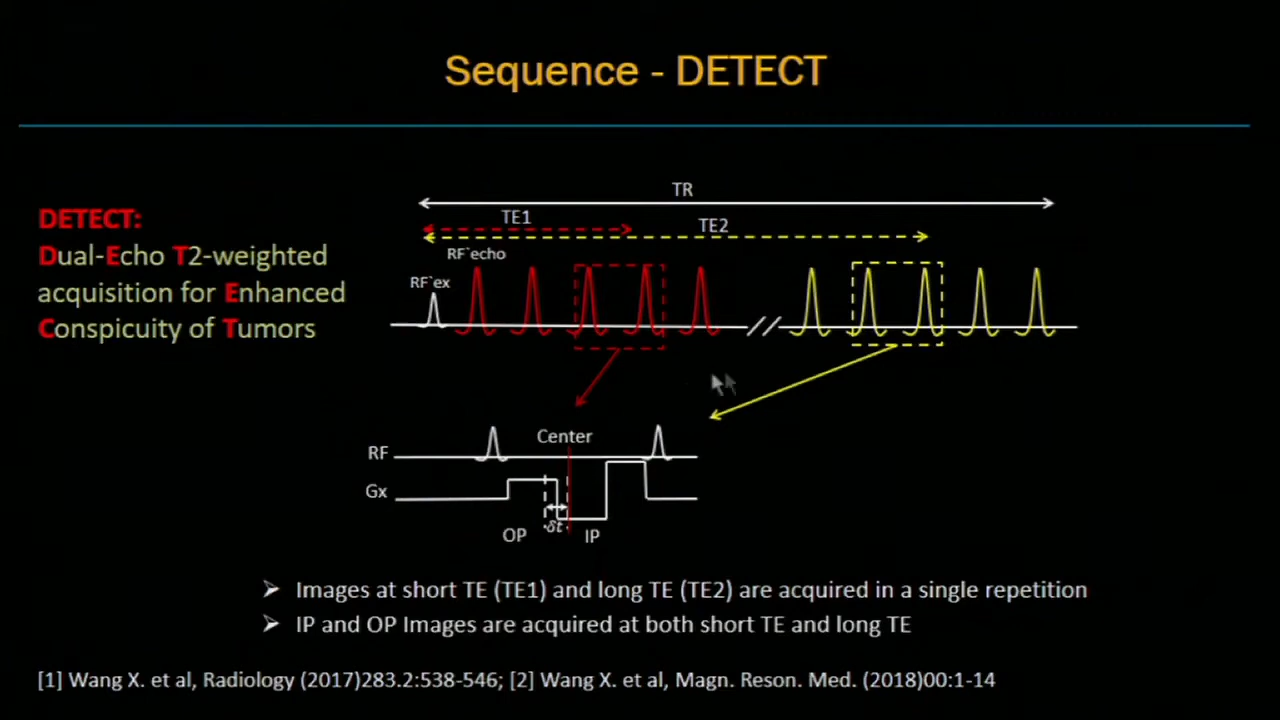 Sequence - DETECT
DETECT:
Dual-Echo T2-weighted
acquisition for Enhanced
Conspicuity of Tumors
TR
TE1
TE2
RF`echo
RF`ex
Center
RF
Gx
OP
δt
IP
Images at short TE (TE1) and long TE (TE2) are acquired in a single repetition
IP and OP Images are acquired at both short TE and long TE
[1] Wang X. et al, Radiology (2017)283.2:538-546; [2] Wang X. et al, Magn. Reson. Med. (2018)00:1-14